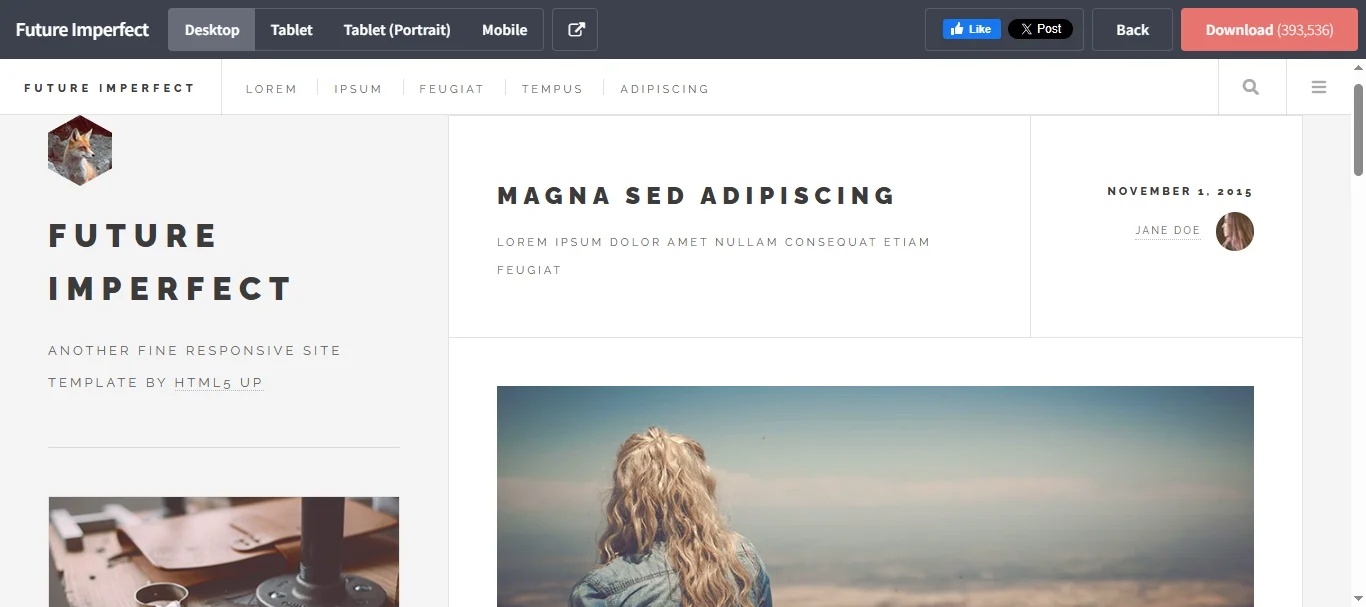 Future Imperfect
Desktop
Tablet
Tablet (Portrait)
Mobile
Like
Post
Back
Download (393,536)
FUTURE IMPERFECT
LOREM
IPSUM
FEUGIAT
TEMPUS
ADIPISCING
FUTURE
IMPERFECT
ANOTHER FINE RESPONSIVE SITE
TEMPLATE BY HTML5 UP
MAGNA SED ADIPISCING
LOREM IPSUM DOLOR AMET NULLAM CONSEQUAT ETIAM
FEUGIAT
NOVEMBER 1, 2015
JANE DOE